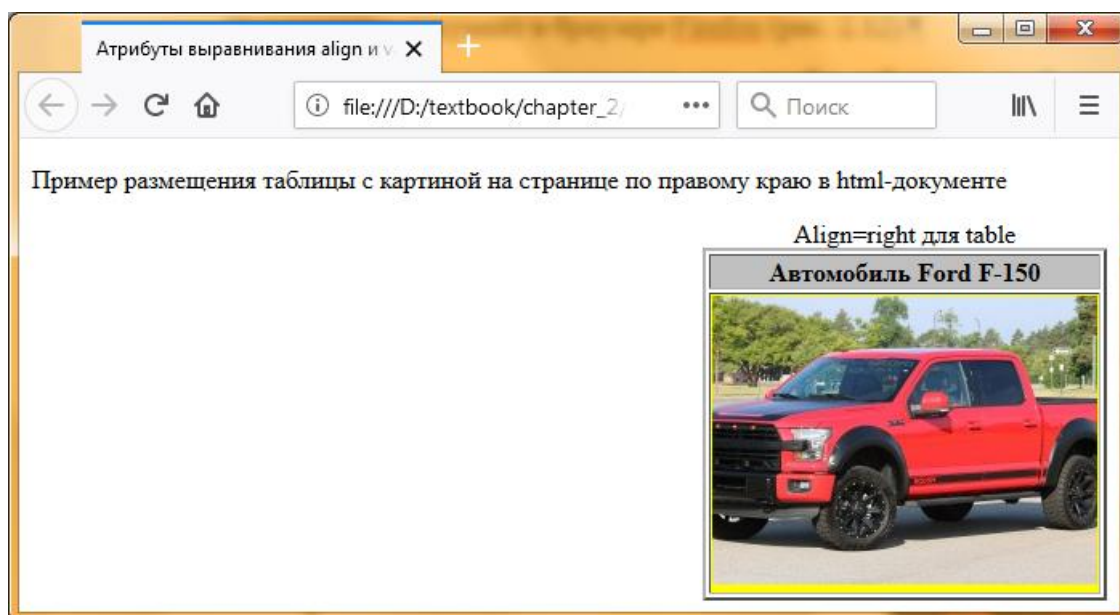 Атрибуты выравнивания align и v
file:///D:/textbook/chapter_2/
Поиск
Пример размещения таблицы с картиной на странице по правому краю в html-документе
Align=right для table
Автомобиль Ford F-150